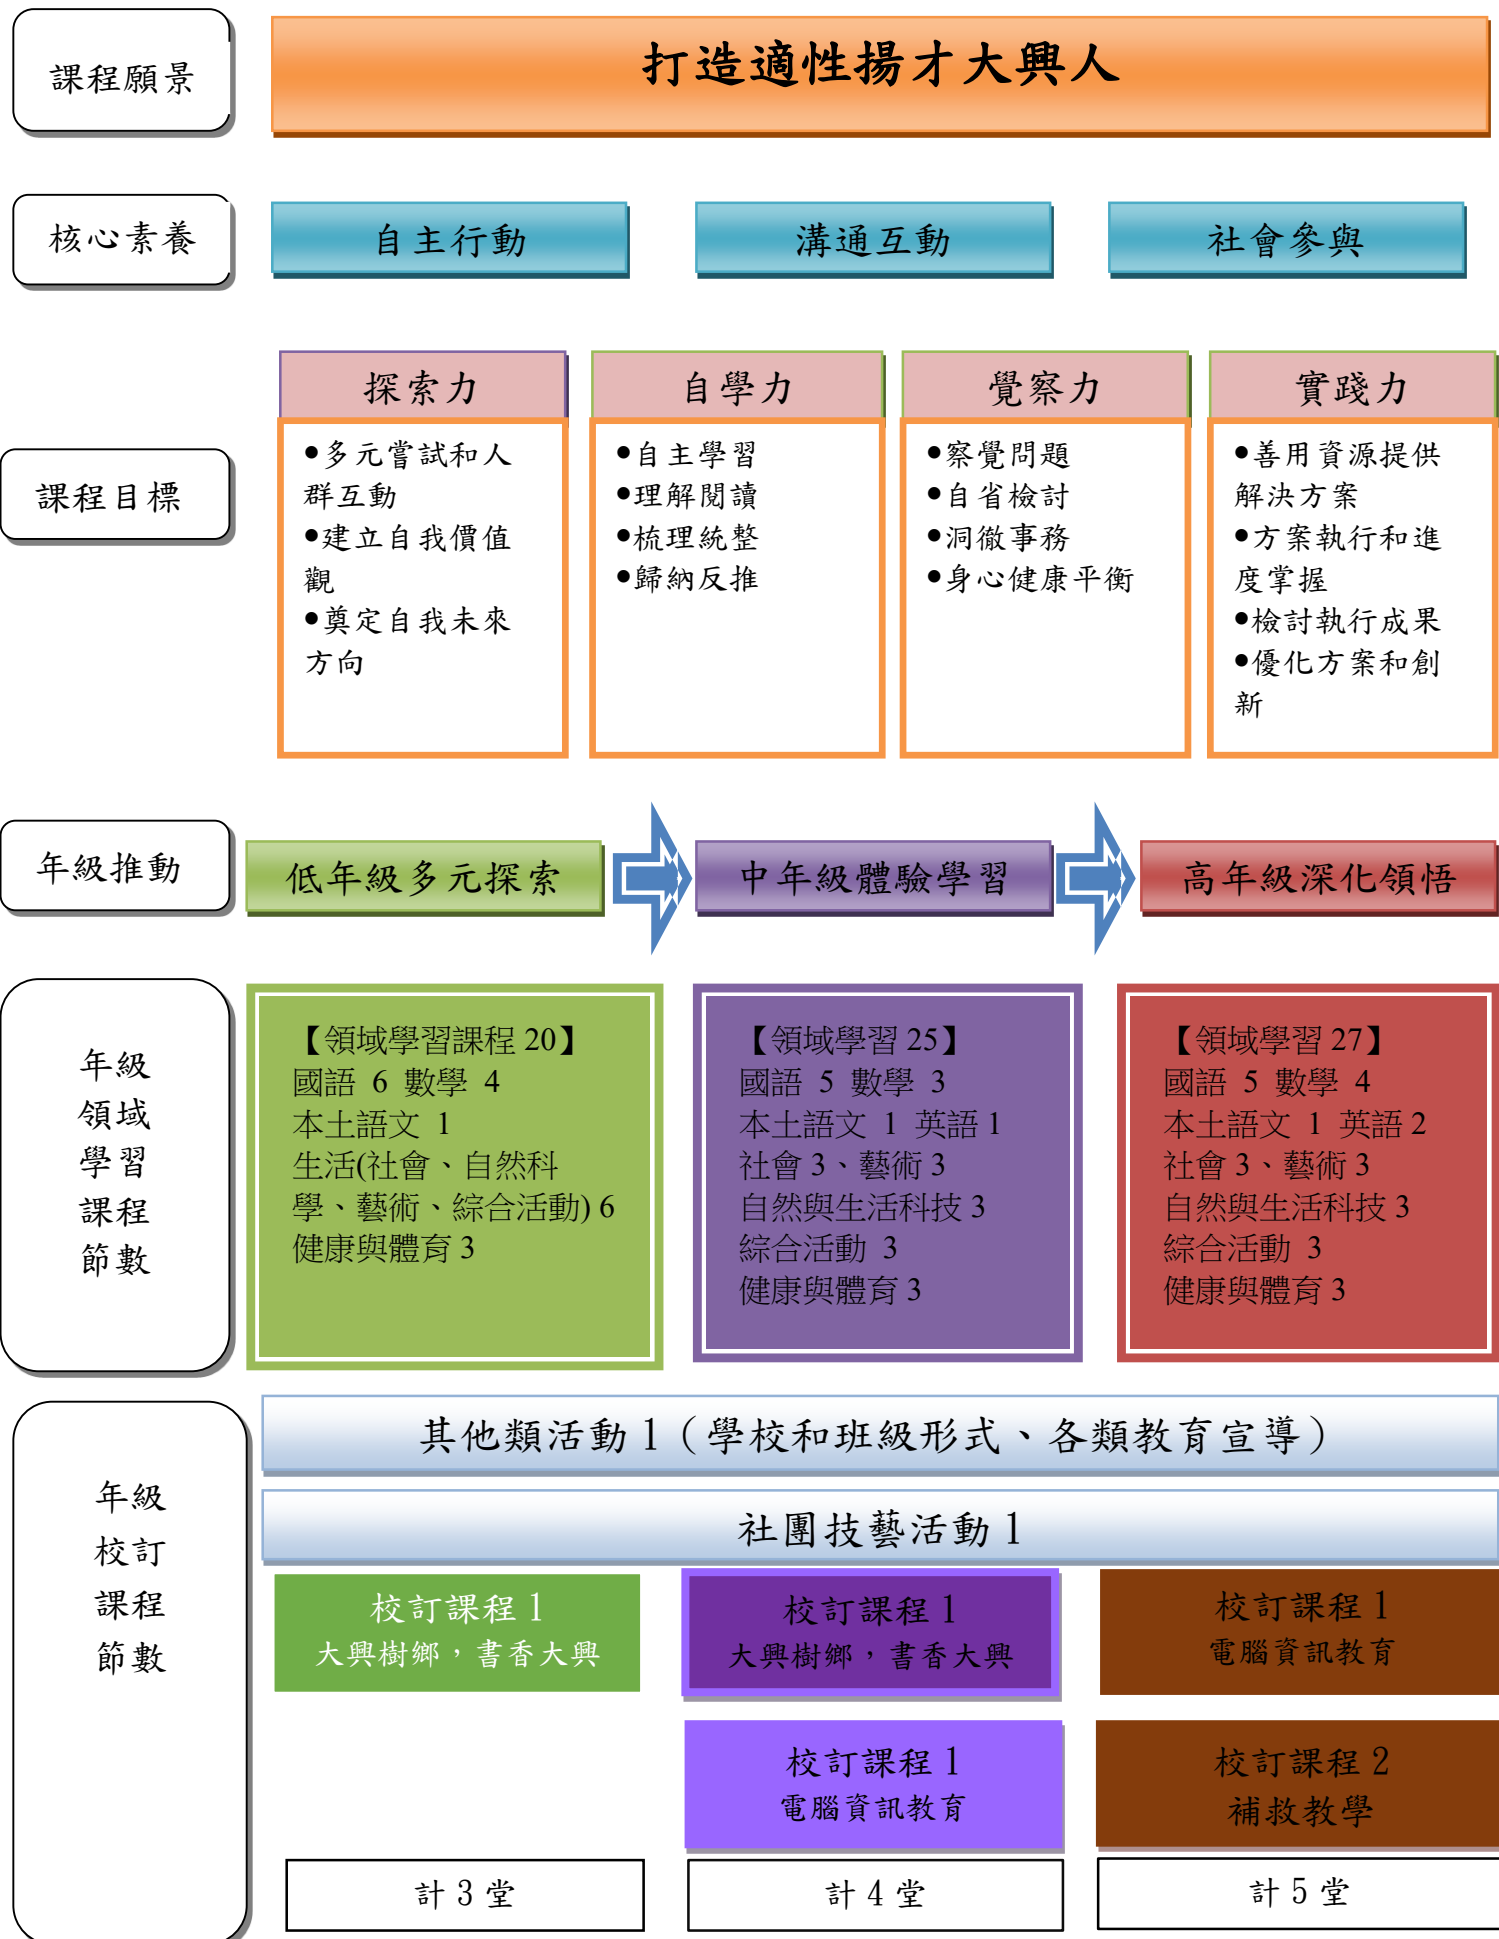 課程願景
打造適性揚才大興人
核心素養
自主行動
溝通互動
社會參與
課程目標
探索力
●多元嘗試和人
群互動
●建立自我價值
觀
●奠定自我未來
方向
自學力
●自主學習
●理解閱讀
●梳理統整
●歸納反推
覺察力
●察覺問題
●自省檢討
●洞徹事務
●身心健康平衡
實踐力
●善用資源提供
解決方案
●方案執行和進
度掌握
●檢討執行成果
●優化方案和創
新
年級推動
低年級多元探索
中年級體驗學習
高年級深化領悟
年級
領域
學習
課程
節數
【領域學習課程 20】
國語 6 數學 4
本土語文 1
生活(社會、自然科
學、藝術、綜合活動) 6
健康與體育 3
【領域學習 25】
國語 5 數學 3
本土語文 1 英語 1
社會 3、藝術 3
自然與生活科技 3
綜合活動 3
健康與體育 3
【領域學習 27】
國語 5 數學 4
本土語文 1 英語 2
社會 3、藝術 3
自然與生活科技 3
綜合活動 3
健康與體育 3
年級
校訂
課程
節數
其他類活動 1（學校和班級形式、各類教育宣導）
社團技藝活動 1
校訂課程 1
大興樹鄉，書香大興
校訂課程 1
大興樹鄉，書香大興
校訂課程 1
電腦資訊教育
校訂課程 1
電腦資訊教育
校訂課程 2
補救教學
計 3 堂
計 4 堂
計 5 堂